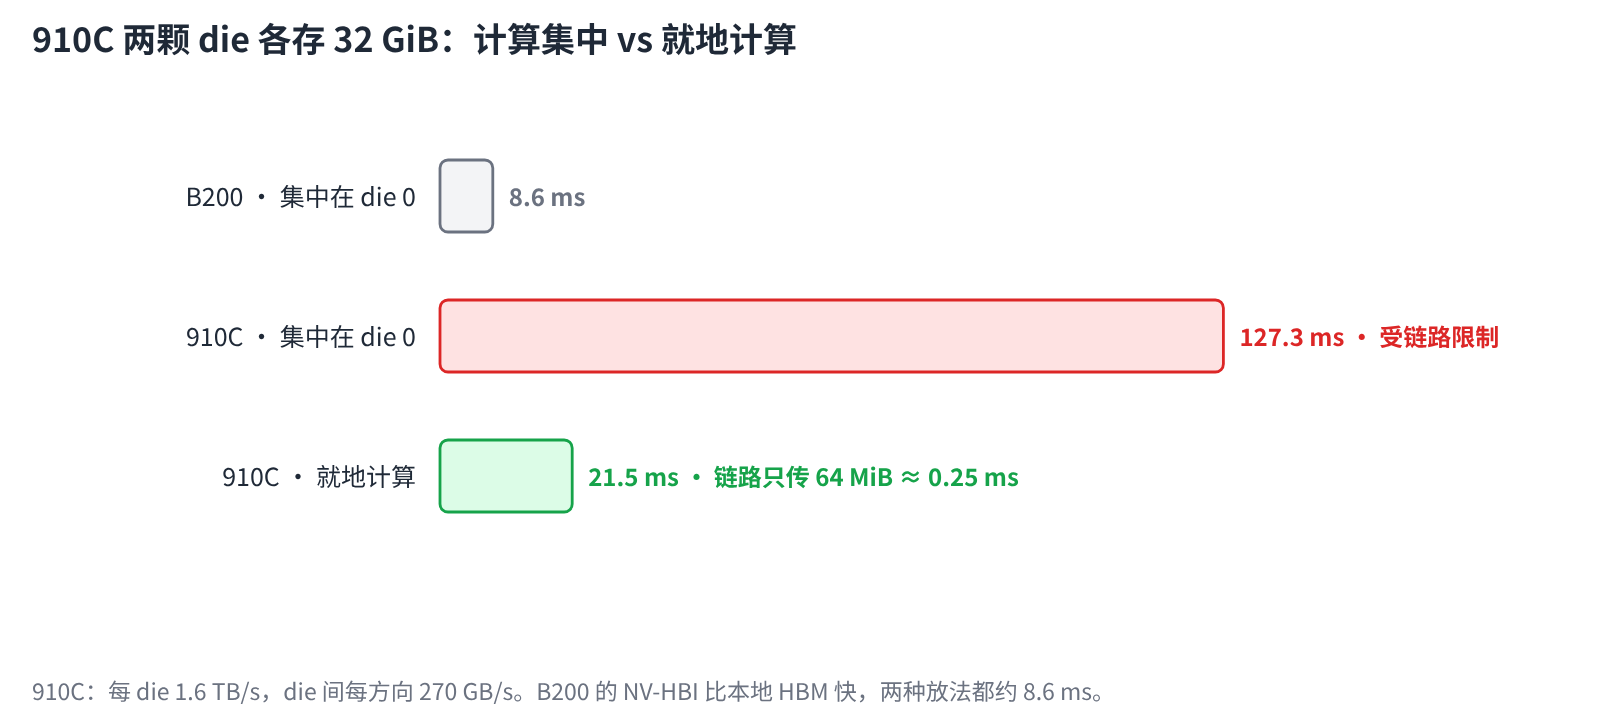 910C 两颗 die 各存 32 GiB：计算集中 vs 就地计算
B200 · 集中在 die 0
8.6 ms
910C · 集中在 die 0
127.3 ms · 受链路限制
910C · 就地计算
21.5 ms · 链路只传 64 MiB ≈ 0.25 ms
910C：每 die 1.6 TB/s，die 间每方向 270 GB/s。B200 的 NV-HBI 比本地 HBM 快，两种放法都约 8.6 ms。